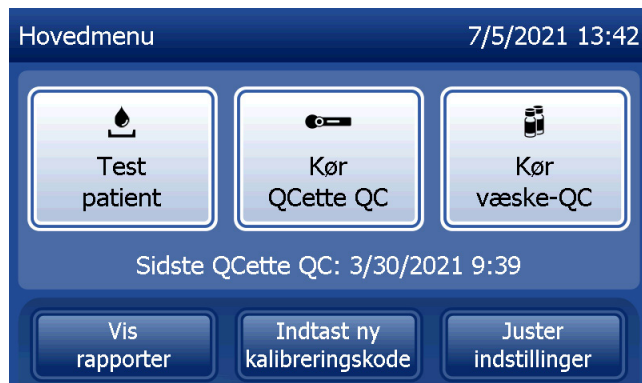 Hovedmenu 7/5/2021 13:42
Test
patient
Kør
QCette QC
Kør
væske-QC
Sidste QCette QC: 3/30/2021 9:39
Vis
rapporter
Indtast ny
kalibreringskode
Juster
indstillinger